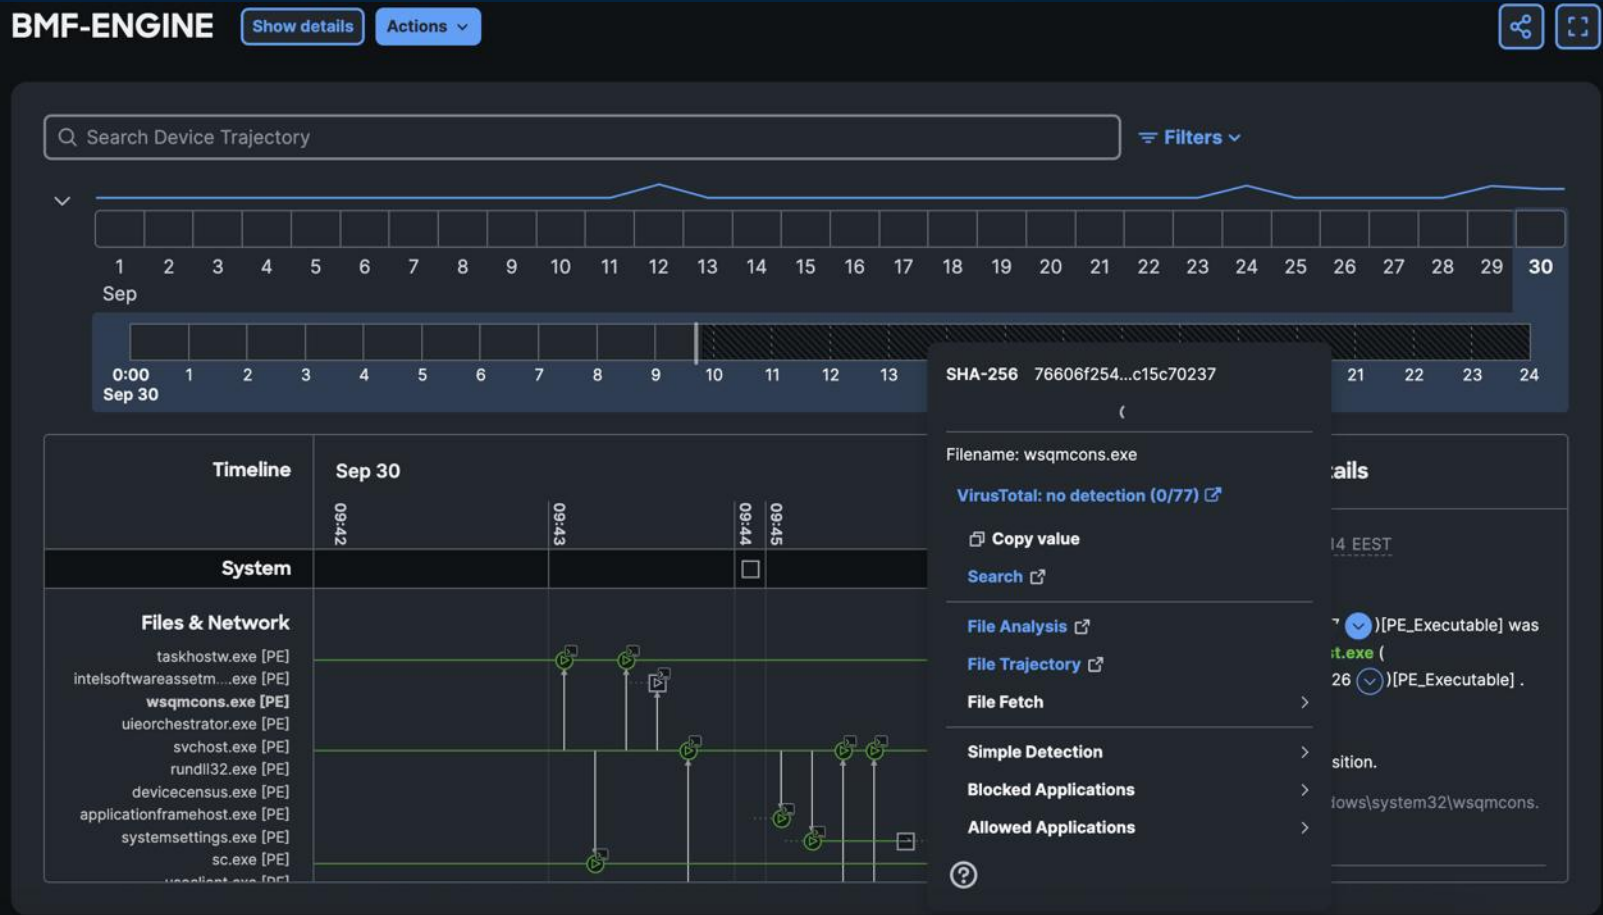 BMF-ENGINE
Show details
Actions
Search Device Trajectory
Filters
1 2 3 4 5 6 7 8 9 10 11 12 13 14 15 16 17 18 19 20 21 22 23 24 25 26 27 28 29 30
Sep
0:00 1 2 3 4 5 6 7 8 9 10 11 12 13 21 22 23 24
Sep 30
SHA-256 76606f254...c15c70237
Filename: wsqmcons.exe
VirusTotal: no detection (0/77)
Copy value
Search
File Analysis
File Trajectory
File Fetch
Simple Detection
Blocked Applications
Allowed Applications
Timeline
Sep 30
09:42
09:43
09:44
09:45
System
Files & Network
taskhostw.exe [PE]
intelsoftwareassetm....exe [PE]
wsqmcons.exe [PE]
uieorchestrator.exe [PE]
svchost.exe [PE]
rundll32.exe [PE]
devicecensus.exe [PE]
applicationframehost.exe [PE]
systemsettings.exe [PE]
sc.exe [PE]
ails
14 EEST
7 )[PE_Executable] was
st.exe (
26 )[PE_Executable] .
sition.
dows\system32\wsqmcons.